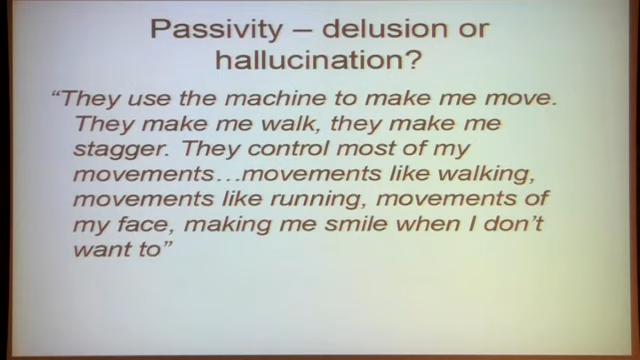 Passivity – delusion or
hallucination?
“They use the machine to make me move.
They make me walk, they make me
stagger. They control most of my
movements…movements like walking,
movements like running, movements of
my face, making me smile when I don’t
want to”